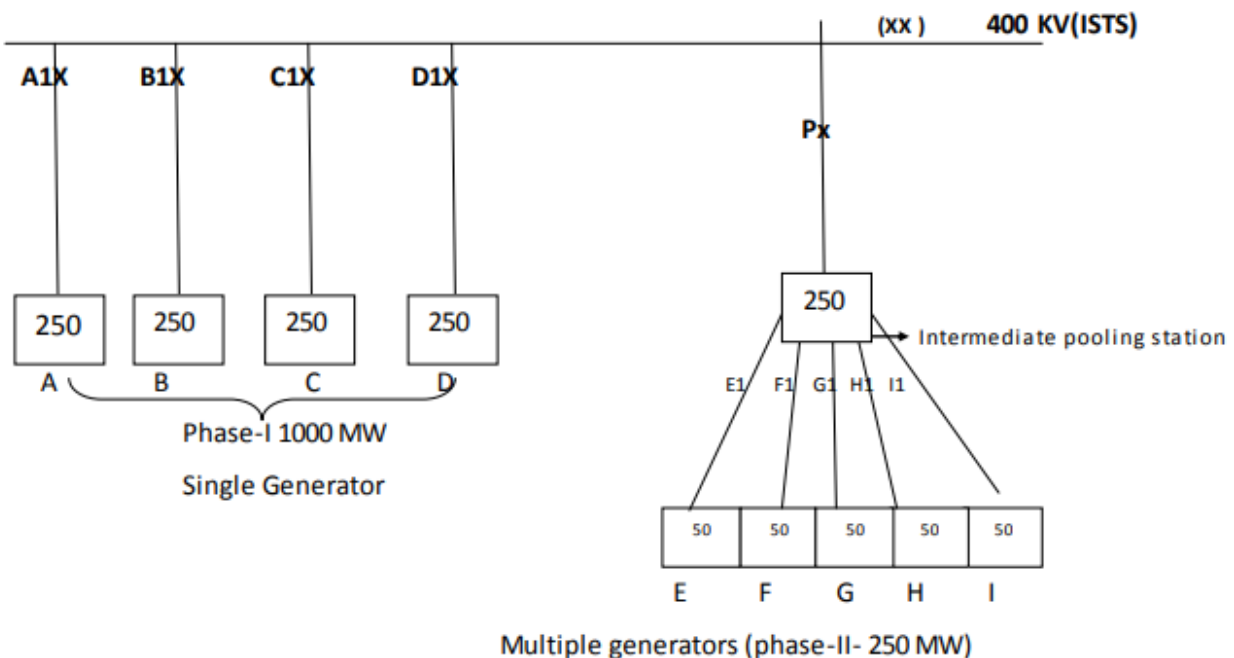 (XX )    400 KV(ISTS)
A1X    B1X    C1X    D1X
Px
250    250    250    250    250
Intermediate pooling station
A    B    C    D
E1    F1    G1    H1    I1
Phase-I 1000 MW
Single Generator
50    50    50    50    50
E    F    G    H    I
Multiple generators (phase-II- 250 MW)